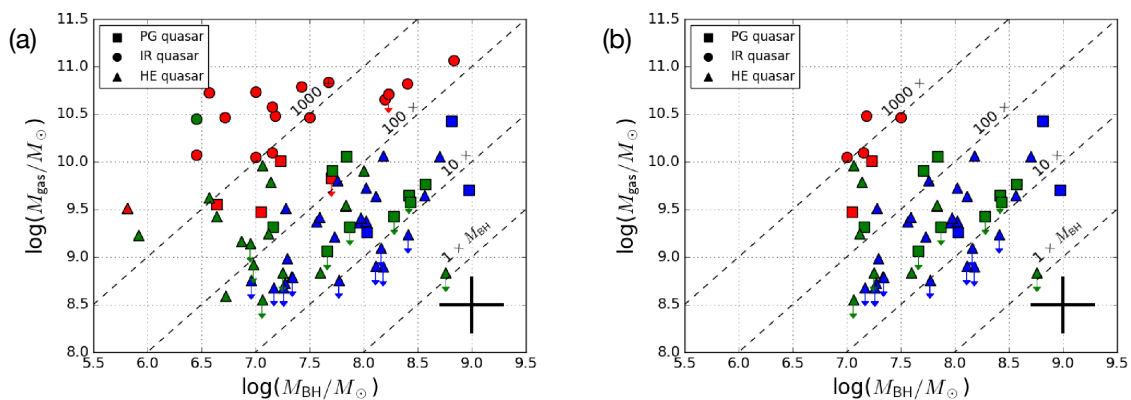 (a)
11.5
11.0
10.5
10.0
9.5
9.0
8.5
8.0
log(M_gas/M_⊙)
PG quasar
IR quasar
HE quasar
1000 ×
100 ×
10 ×
1 × M_BH
5.5 6.0 6.5 7.0 7.5 8.0 8.5 9.0 9.5
log(M_BH/M_⊙)
(b)
11.5
11.0
10.5
10.0
9.5
9.0
8.5
8.0
log(M_gas/M_⊙)
PG quasar
IR quasar
HE quasar
1000 ×
100 ×
10 ×
1 × M_BH
5.5 6.0 6.5 7.0 7.5 8.0 8.5 9.0 9.5
log(M_BH/M_⊙)